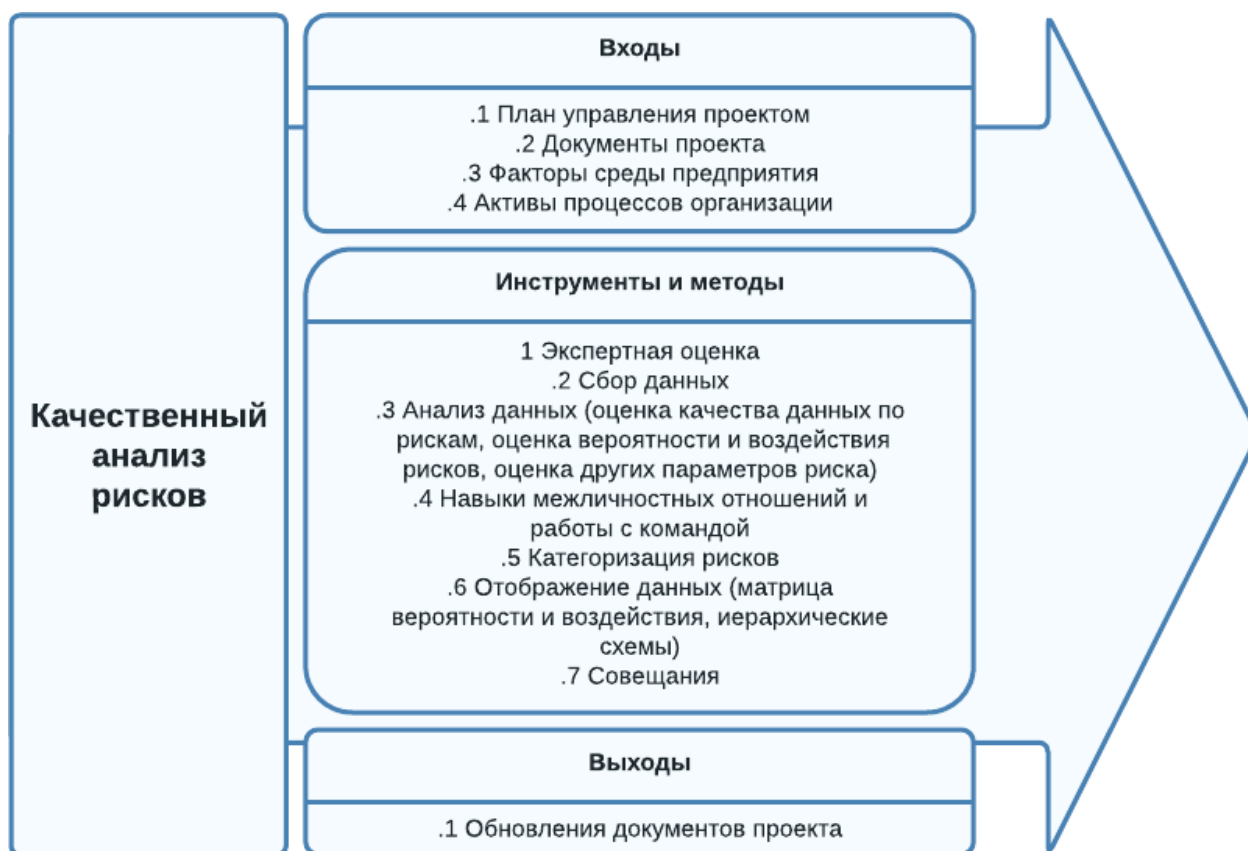 Качественный
анализ
рисков
Входы
.1 План управления проектом
.2 Документы проекта
.3 Факторы среды предприятия
.4 Активы процессов организации
Инструменты и методы
1 Экспертная оценка
.2 Сбор данных
.3 Анализ данных (оценка качества данных по
рискам, оценка вероятности и воздействия
рисков, оценка других параметров риска)
.4 Навыки межличностных отношений и
работы с командой
.5 Категоризация рисков
.6 Отображение данных (матрица
вероятности и воздействия, иерархические
схемы)
.7 Совещания
Выходы
.1 Обновления документов проекта